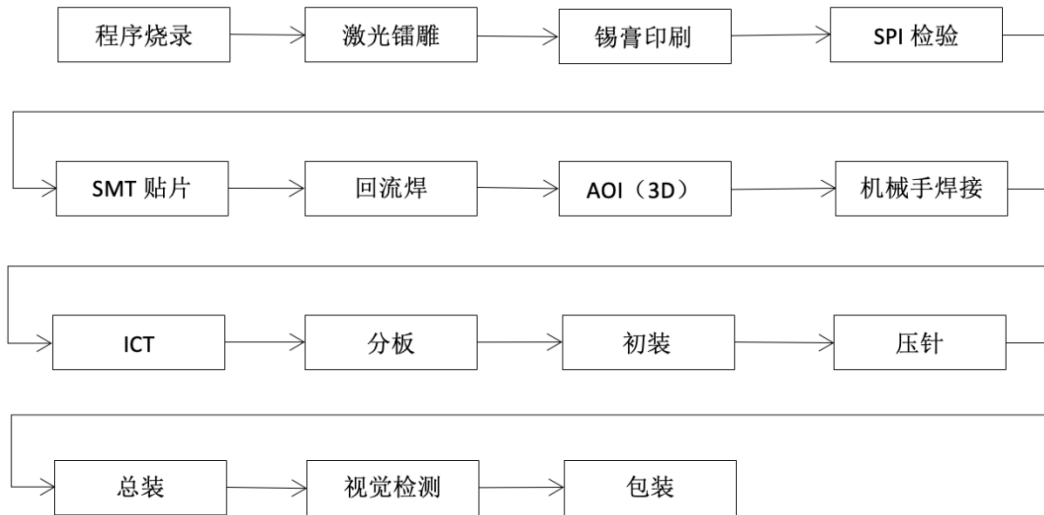 程序烧录
激光镭雕
锡膏印刷
SPI 检验
SMT 贴片
回流焊
AOI（3D）
机械手焊接
ICT
分板
初装
压针
总装
视觉检测
包装